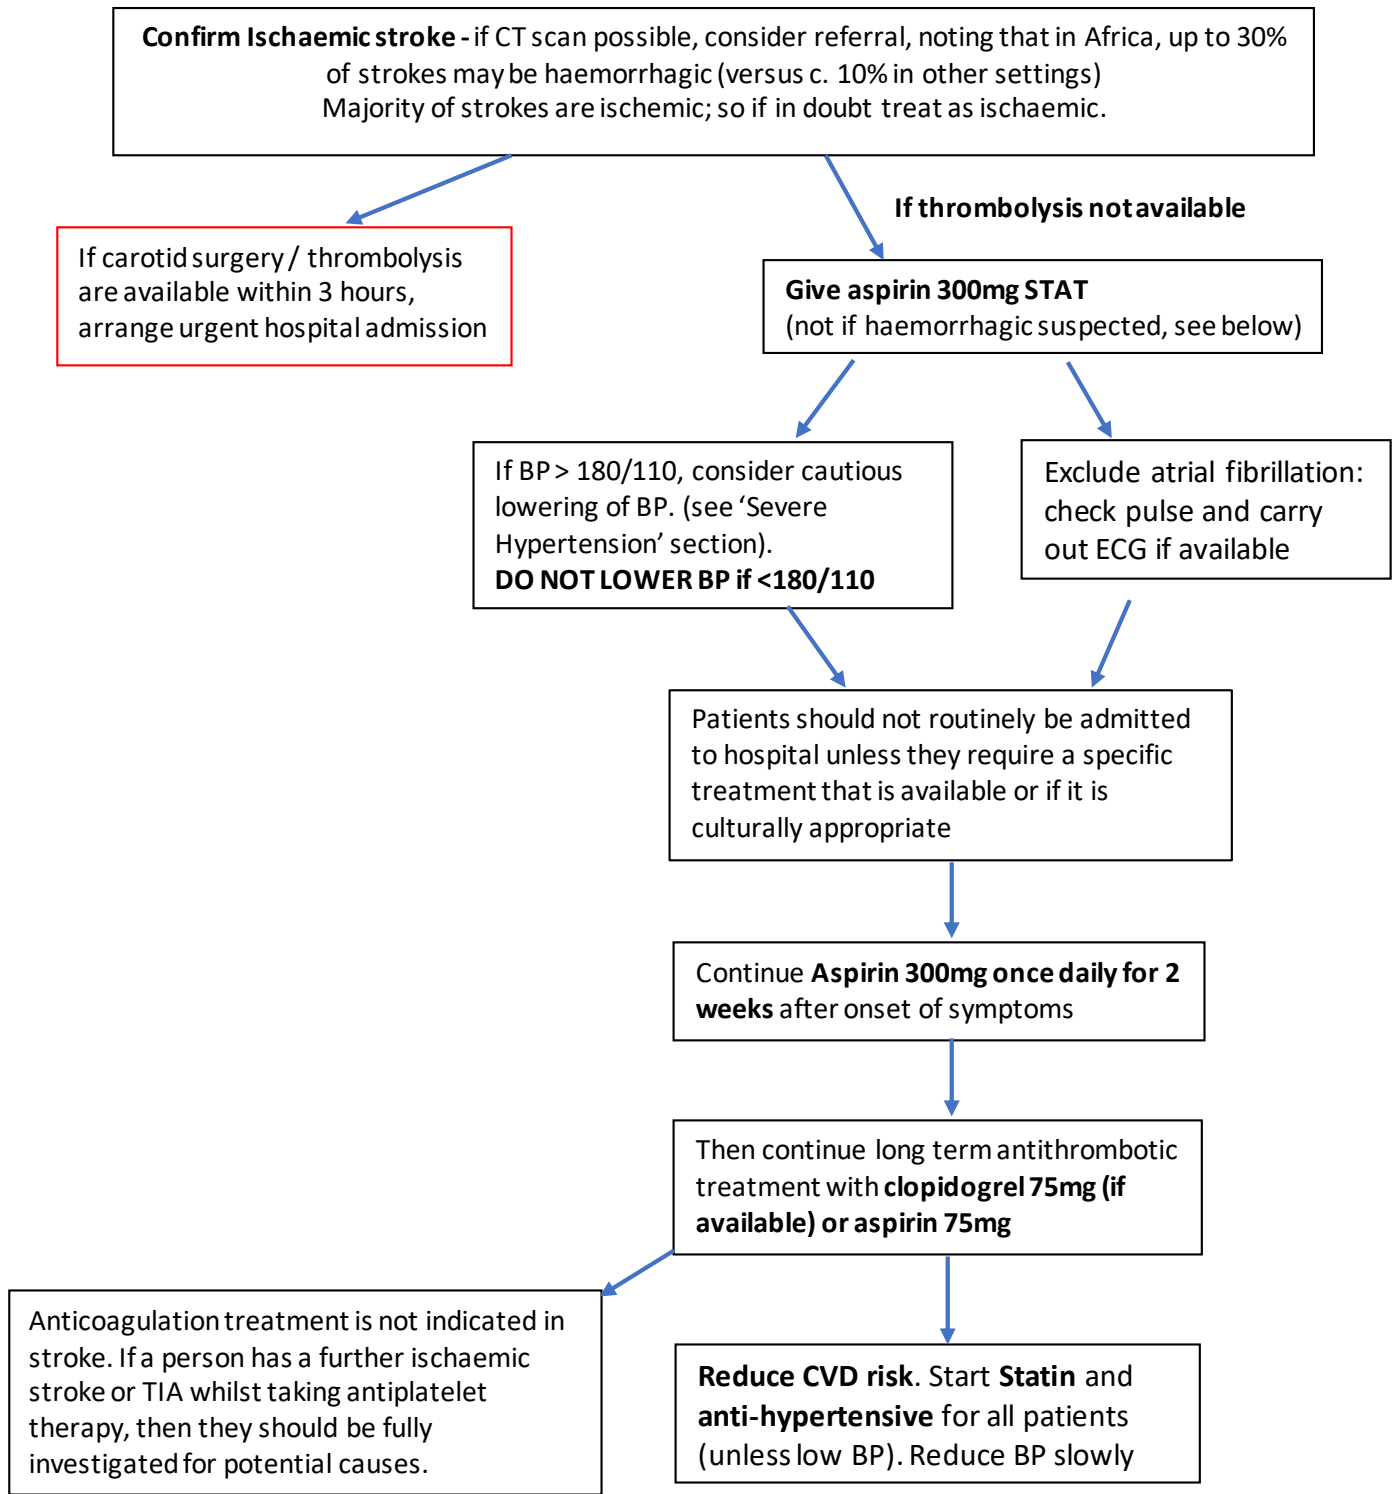 Confirm Ischaemic stroke - if CT scan possible, consider referral, noting that in Africa, up to 30%
of strokes may be haemorrhagic (versus c. 10% in other settings)
Majority of strokes are ischemic; so if in doubt treat as ischaemic.
If thrombolysis not available
If carotid surgery / thrombolysis
are available within 3 hours,
arrange urgent hospital admission
Give aspirin 300mg STAT
(not if haemorrhagic suspected, see below)
If BP > 180/110, consider cautious
lowering of BP. (see ‘Severe
Hypertension’ section).
DO NOT LOWER BP if <180/110
Exclude atrial fibrillation:
check pulse and carry
out ECG if available
Patients should not routinely be admitted
to hospital unless they require a specific
treatment that is available or if it is
culturally appropriate
Continue Aspirin 300mg once daily for 2
weeks after onset of symptoms
Then continue long term antithrombotic
treatment with clopidogrel 75mg (if
available) or aspirin 75mg
Anticoagulation treatment is not indicated in
stroke. If a person has a further ischaemic
stroke or TIA whilst taking antiplatelet
therapy, then they should be fully
investigated for potential causes.
Reduce CVD risk. Start Statin and
anti-hypertensive for all patients
(unless low BP). Reduce BP slowly